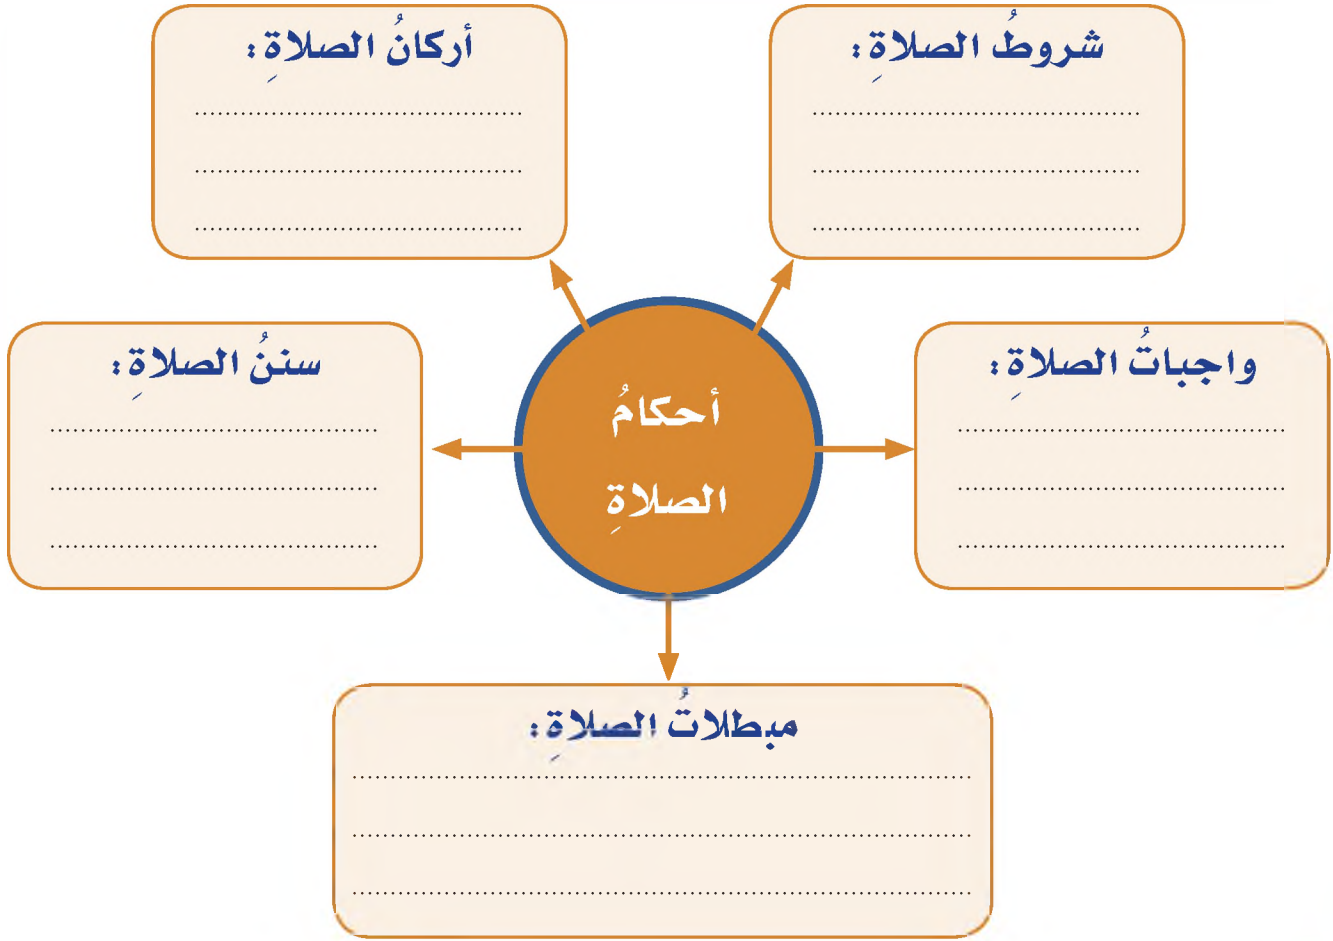 شروطُ الصلاةِ:
أركانُ الصلاةِ:
واجباتُ الصلاةِ:
سننُ الصلاةِ:
أحكامُ
الصلاةِ
مبطلاتُ الصلاةِ: